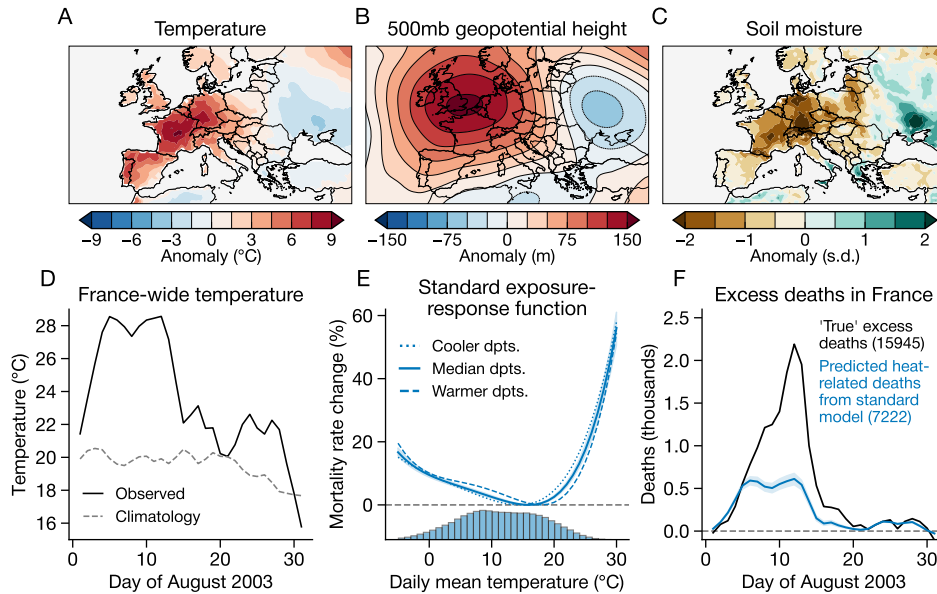 A
Temperature
−9 −6 −3 0 3 6 9
Anomaly (°C)
B
500mb geopotential height
−150 −75 0 75 150
Anomaly (m)
C
Soil moisture
−2 −1 0 1 2
Anomaly (s.d.)
D
France-wide temperature
Temperature (°C)
28
26
24
22
20
18
16
Observed
Climatology
0 10 20 30
Day of August 2003
E
Standard exposure-
response function
Mortality rate change (%)
60
40
20
0
Cooler dpts.
Median dpts.
Warmer dpts.
0 10 20 30
Daily mean temperature (°C)
F
Excess deaths in France
Deaths (thousands)
2.5
2.0
1.5
1.0
0.5
0.0
'True' excess
deaths (15945)
Predicted heat-
related deaths
from standard
model (7222)
0 10 20 30
Day of August 2003